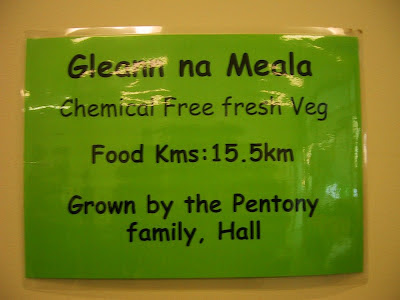 Gleann na Meala
Chemical Free fresh Veg
Food Kms:15.5km
Grown by the Pentony
family, Hall